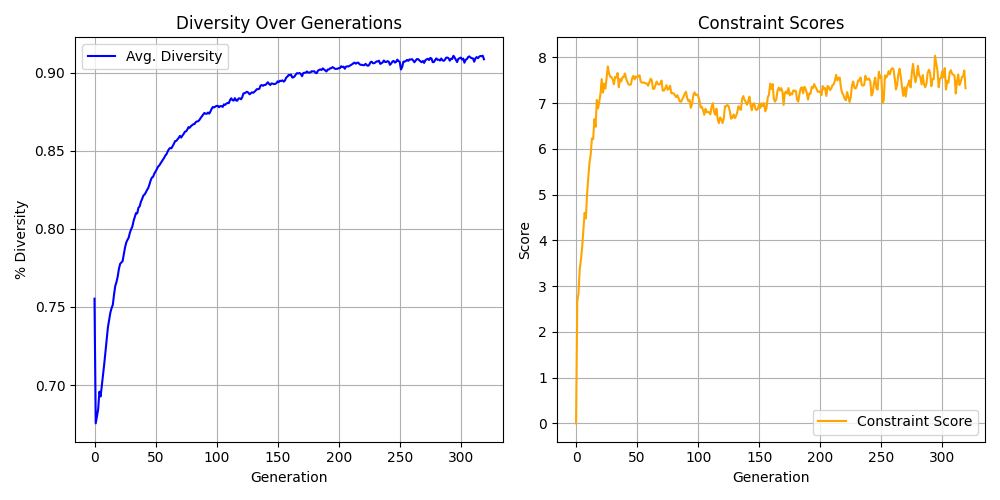 Diversity Over Generations
Avg. Diversity
% Diversity
0.90
0.85
0.80
0.75
0.70
0 50 100 150 200 250 300
Generation
Constraint Scores
Score
8
7
6
5
4
3
2
1
0
Constraint Score
0 50 100 150 200 250 300
Generation